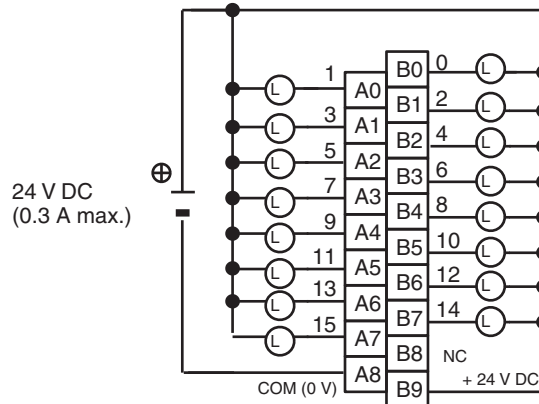 B0 0 L
1 L A0
B1 2 L
3 L A1
B2 4 L
5 L A2
B3 6 L
7 L A3
B4 8 L
9 L A4
B5 10 L
11 L A5
B6 12 L
13 L A6
B7 14 L
15 L A7
B8 NC
A8 COM (0 V)
B9 + 24 V DC
24 V DC
(0.3 A max.)